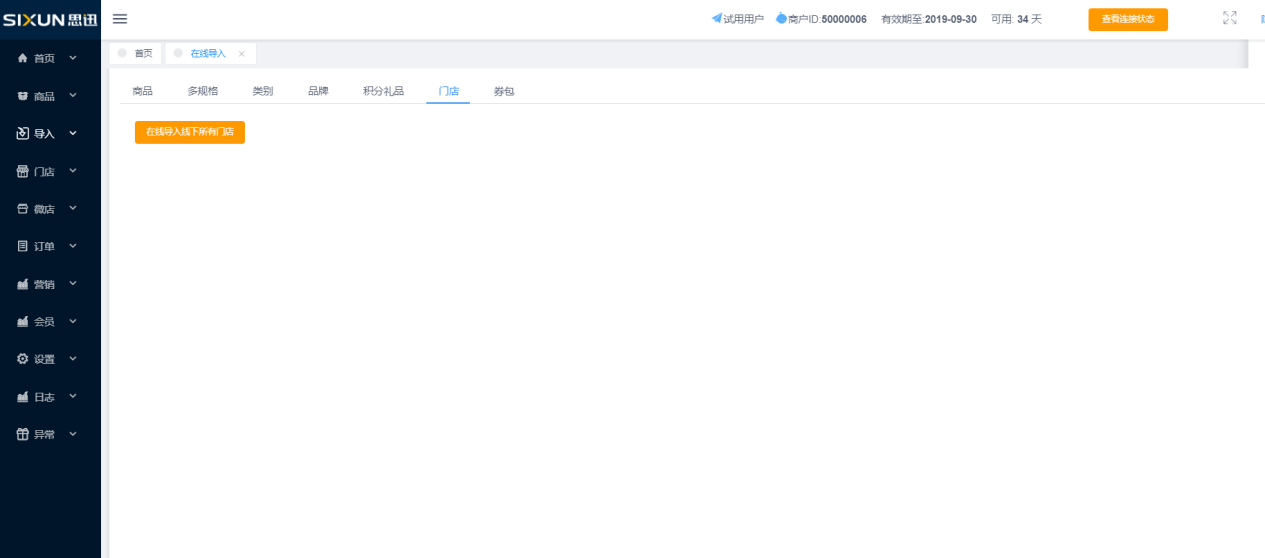 SIXUN思迅
试用用户 商户ID:50000006 有效期至:2019-09-30 可用: 34 天 查看连接状态
首页 在线导入 ×
首页
商品
导入
门店
微店
订单
营销
会员
设置
日志
异常
商品 多规格 类别 品牌 积分礼品 门店 券包
在线导入线下所有门店